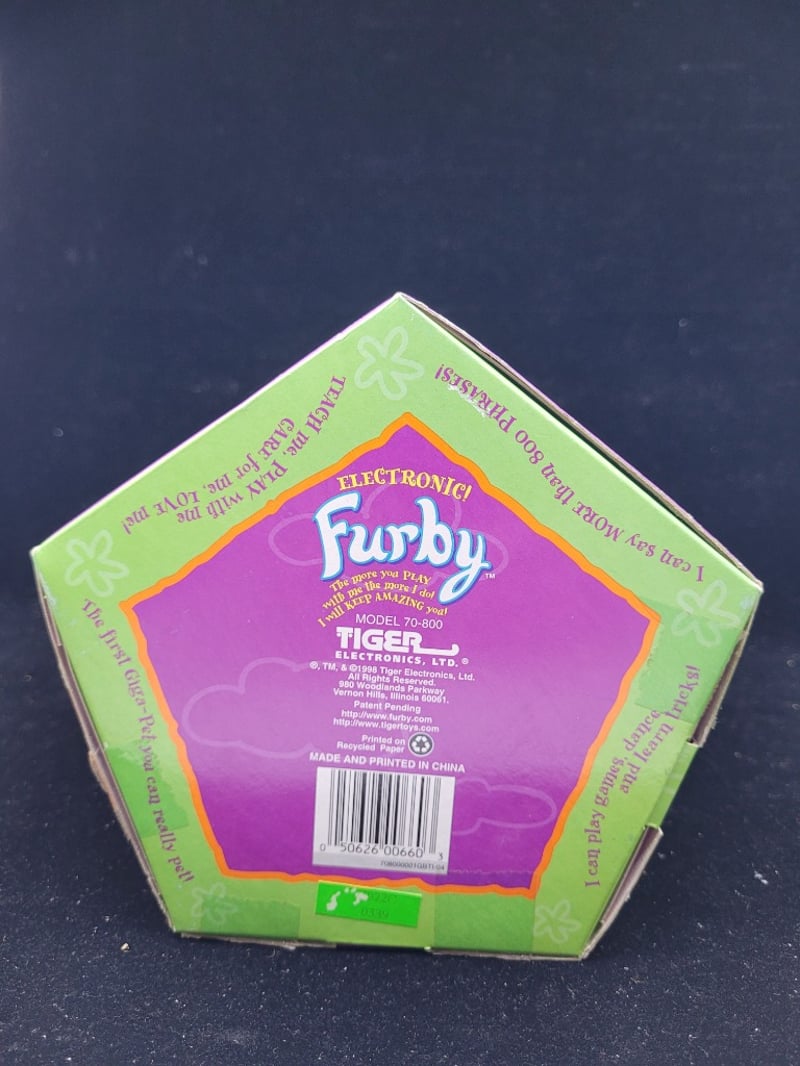 TEACH me, PLAY with me
CARE for me, LOVE me!
I can say MORE than 800 PHRASES!
ELECTRONIC!
Furby™
The more you PLAY
with me the more I do!
I will KEEP AMAZING you!
MODEL 70-800
TIGER
ELECTRONICS, LTD.®
®, TM, & ©1998 Tiger Electronics, Ltd.
All Rights Reserved.
980 Woodlands Parkway
Vernon Hills, Illinois 60061.
Patent Pending
http://www.furby.com
http://www.tigertoys.com
Printed on
Recycled Paper
MADE AND PRINTED IN CHINA
The first Giga-Pet you can really pet!
I can play games, dance
and learn tricks!
0 50626 00660 3
0339